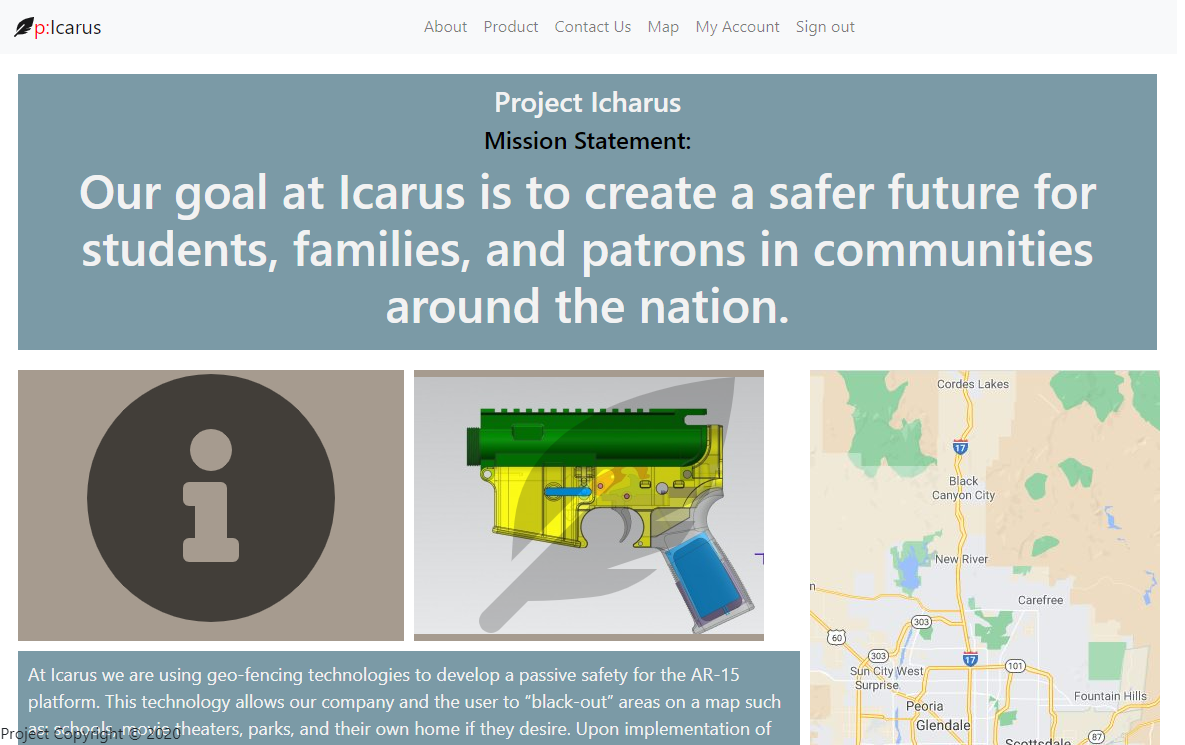 p:Icarus
About Product Contact Us Map My Account Sign out
Project Icharus
Mission Statement:
Our goal at Icarus is to create a safer future for
students, families, and patrons in communities
around the nation.
At Icarus we are using geo-fencing technologies to develop a passive safety for the AR-15
platform. This technology allows our company and the user to “black-out” areas on a map such
as: schools, movie theaters, parks, and their own home if they desire. Upon implementation of
Project Copyright © 2020
Cordes Lakes
17
Black
Canyon City
New River
Carefree
303
60
303
17
101
Sun City West
Surprise
Fountain Hills
Peoria
Glendale
87
Scottsdale